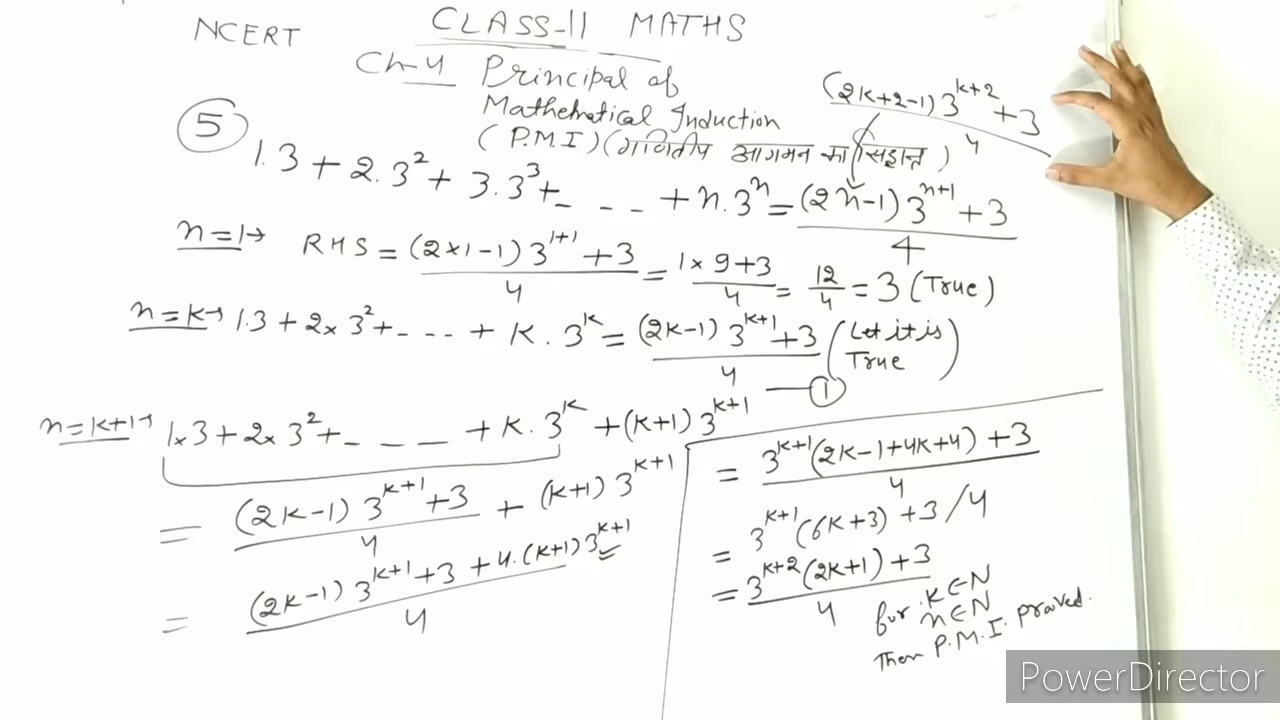 NCERT CLASS-11 MATHS
Ch-4 Principal of
Mathematical Induction
(P.M.I) (गणितीय आगमन का सिद्धान्त)
(2k+2-1) 3^{k+2} + 3 / 4
(5) 1.3 + 2.3² + 3.3³ + - - - + n.3^n = (2n-1) 3^{n+1} + 3 / 4
n=1→ RHS = (2×1-1) 3^{1+1} + 3 / 4 = 1×9+3 / 4 = 12/4 = 3 (True)
n=k→ 1.3 + 2×3² + - - - + k.3^k = (2k-1) 3^{k+1} + 3 / 4 (Let it is True) — ①
n=k+1→ 1×3 + 2×3² + - - - + k.3^k + (k+1) 3^{k+1}
= (2k-1) 3^{k+1} + 3 / 4 + (k+1) 3^{k+1}
= (2k-1) 3^{k+1} + 3 + 4.(k+1) 3^{k+1} / 4
= 3^{k+1} (2k-1+4k+4) + 3 / 4
= 3^{k+1} (6k+3) + 3 / 4
= 3^{k+2} (2k+1) + 3 / 4
for k∈N
n∈N
Then P.M.I. proved.
PowerDirector